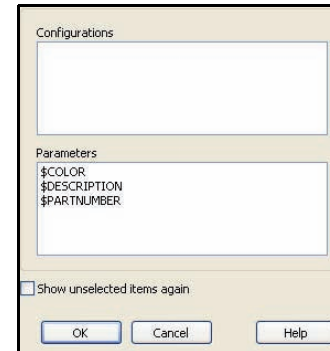 Configurations
Parameters
$COLOR
$DESCRIPTION
$PARTNUMBER
Show unselected items again
OK Cancel Help